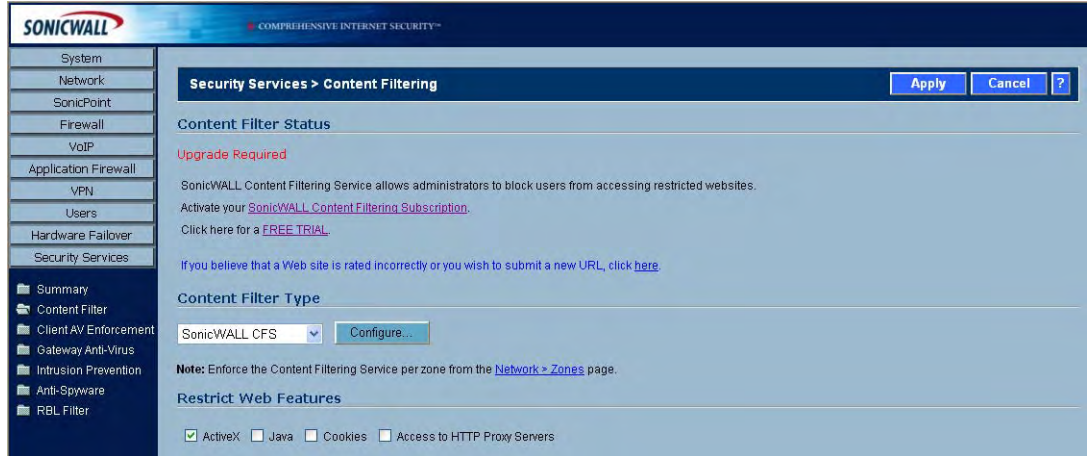 SONICWALL
COMPREHENSIVE INTERNET SECURITY™
System
Network
SonicPoint
Firewall
VoIP
Application Firewall
VPN
Users
Hardware Failover
Security Services
Summary
Content Filter
Client AV Enforcement
Gateway Anti-Virus
Intrusion Prevention
Anti-Spyware
RBL Filter
Security Services > Content Filtering
Apply Cancel ?
Content Filter Status
Upgrade Required
SonicWALL Content Filtering Service allows administrators to block users from accessing restricted websites.
Activate your SonicWALL Content Filtering Subscription.
Click here for a FREE TRIAL.
If you believe that a Web site is rated incorrectly or you wish to submit a new URL, click here.
Content Filter Type
SonicWALL CFS Configure...
Note: Enforce the Content Filtering Service per zone from the Network > Zones page.
Restrict Web Features
ActiveX Java Cookies Access to HTTP Proxy Servers